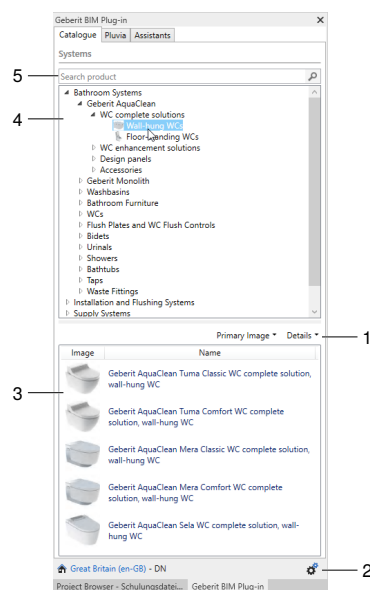 Geberit BIM Plug-in
Catalogue Pluvia Assistants
Systems
5
Search product
4
Bathroom Systems
Geberit AquaClean
WC complete solutions
Wall-hung WCs
Floor-standing WCs
WC enhancement solutions
Design panels
Accessories
Geberit Monolith
Washbasins
Bathroom Furniture
WCs
Flush Plates and WC Flush Controls
Bidets
Urinals
Showers
Bathtubs
Taps
Waste Fittings
Installation and Flushing Systems
Supply Systems
Primary Image Details
1
Image Name
3
Geberit AquaClean Tuma Classic WC complete solution,
wall-hung WC
Geberit AquaClean Tuma Comfort WC complete
solution, wall-hung WC
Geberit AquaClean Mera Classic WC complete solution,
wall-hung WC
Geberit AquaClean Mera Comfort WC complete
solution, wall-hung WC
Geberit AquaClean Sela WC complete solution, wall-
hung WC
Great Britain (en-GB) - DN
2
Project Browser - Schulungsdatei... Geberit BIM Plug-in